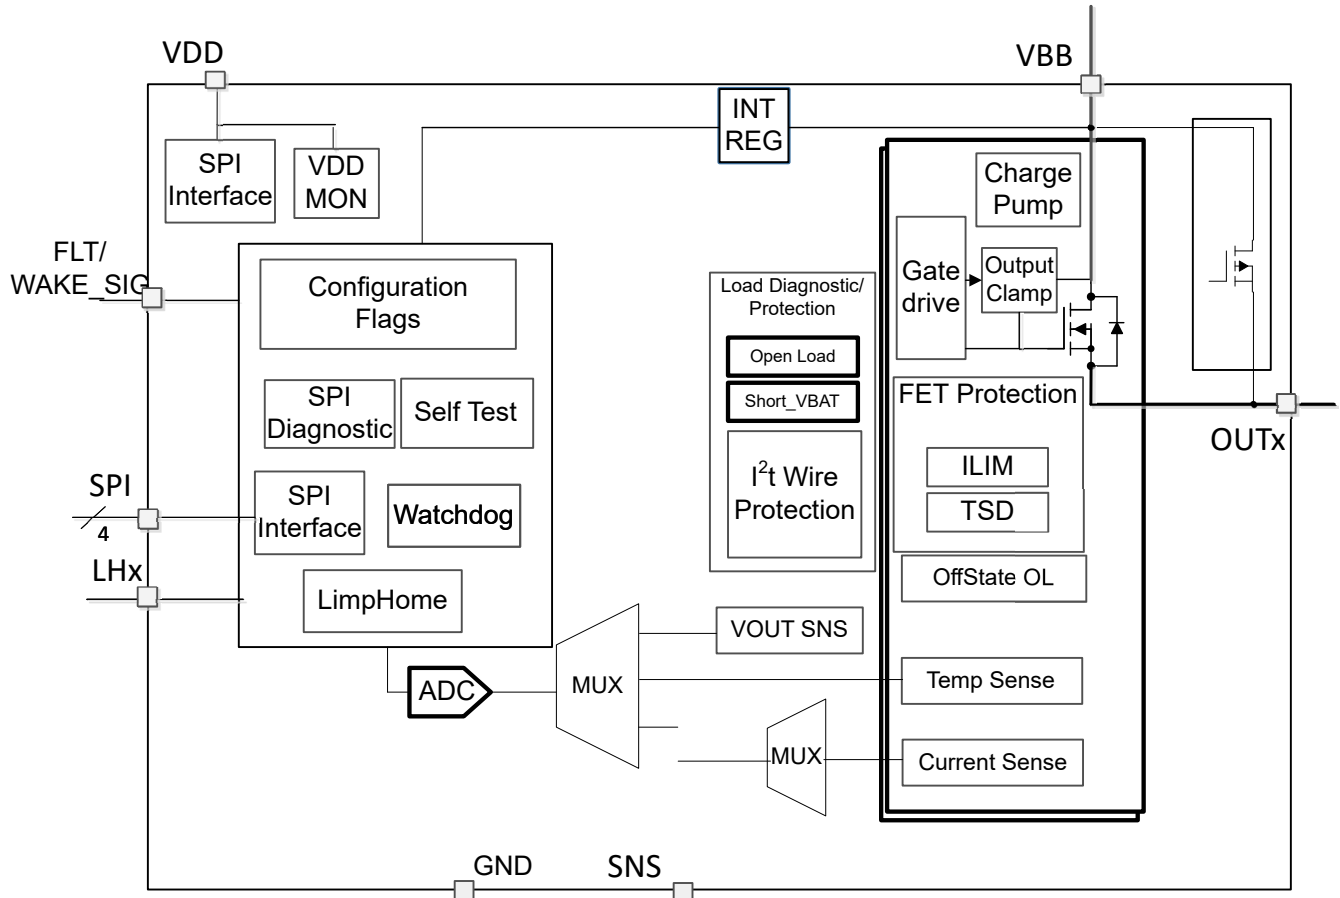 VDD
VBB
INT
REG
SPI
Interface
VDD
MON
Charge
Pump
FLT/
WAKE_SIG
Configuration
Flags
Gate
drive
Output
Clamp
Load Diagnostic/
Protection
Open Load
Short_VBAT
I²t Wire
Protection
SPI
Diagnostic
Self Test
FET Protection
ILIM
TSD
OUTx
SPI
4
SPI
Interface
Watchdog
LHx
LimpHome
OffState OL
VOUT SNS
ADC
MUX
Temp Sense
MUX
Current Sense
GND
SNS